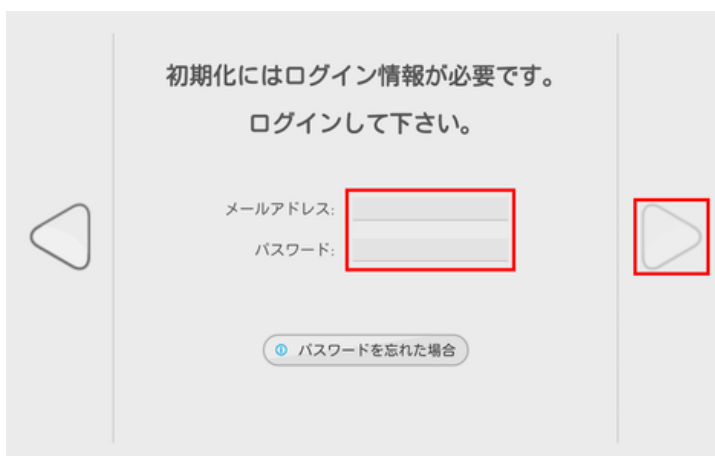 初期化にはログイン情報が必要です。
ログインして下さい。
メールアドレス:
パスワード:
パスワードを忘れた場合